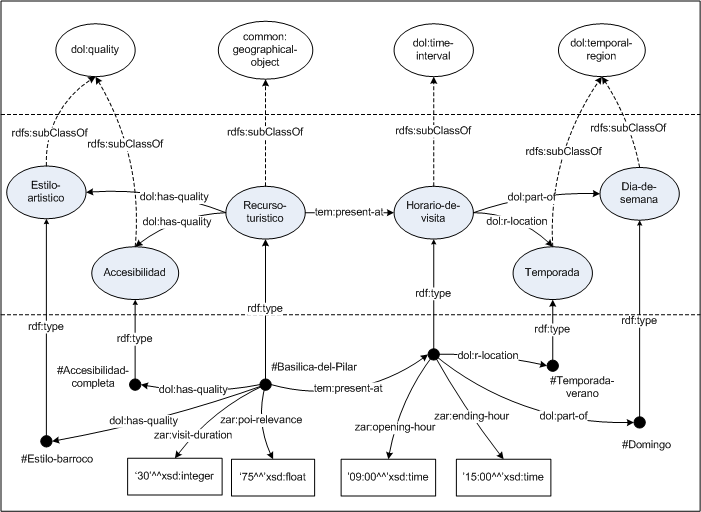 dol:quality
common:
geographical-
object
dol:time-
interval
dol:temporal-
region
rdfs:subClassOf
rdfs:subClassOf
rdfs:subClassOf
rdfs:subClassOf
rdfs:subClassOf
rdfs:subClassOf
Estilo-
artistico
dol:has-quality
dol:has-quality
Recurso-
turistico
tem:present-at
Horario-de-
visita
dol:part-of
dol:r-location
Dia-de-
semana
Accesibilidad
Temporada
rdf:type
rdf:type
rdf:type
rdf:type
rdf:type
rdf:type
#Accesibilidad-
completa
#Basilica-del-Pilar
dol:has-quality
tem:present-at
dol:r-location
#Temporada-
verano
dol:has-quality
zar:visit-duration
zar:poi-relevance
zar:opening-hour
zar:ending-hour
dol:part-of
#Estilo-barroco
#Domingo
'30'^^xsd:integer
'75^^'xsd:float
'09:00^^'xsd:time
'15:00^^'xsd:time